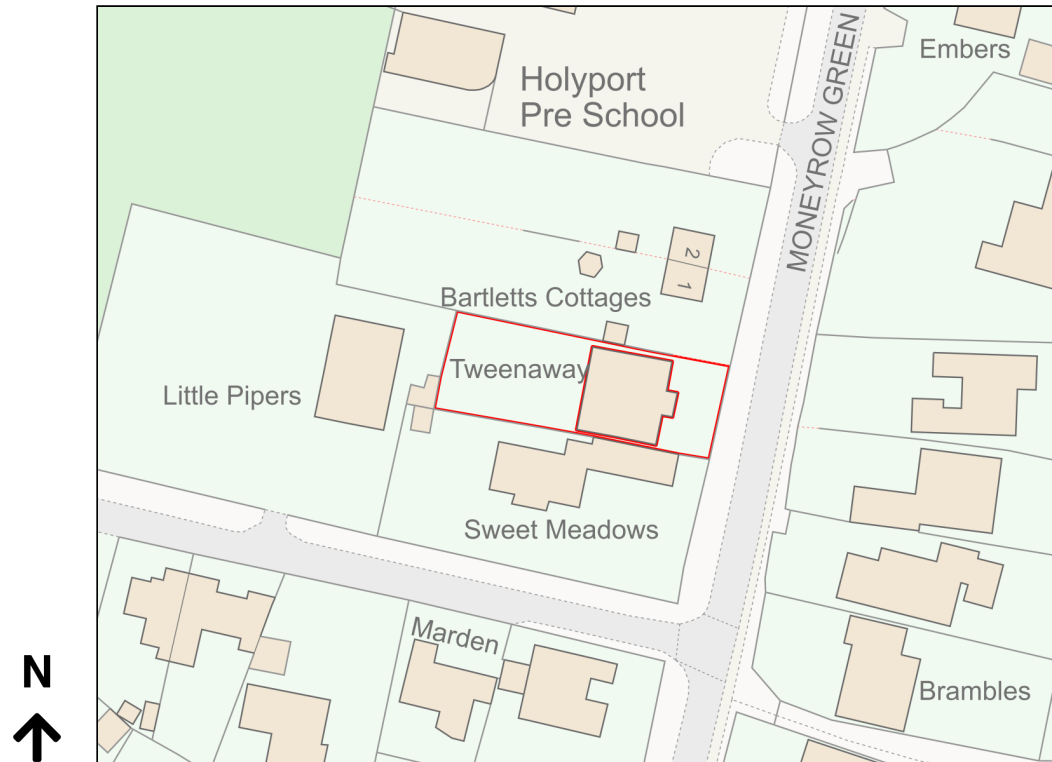 Embers
MONEYROW GREEN
Holyport
Pre School
2
1
Bartletts Cottages
Tweenaway
Little Pipers
Sweet Meadows
Marden
Brambles
N